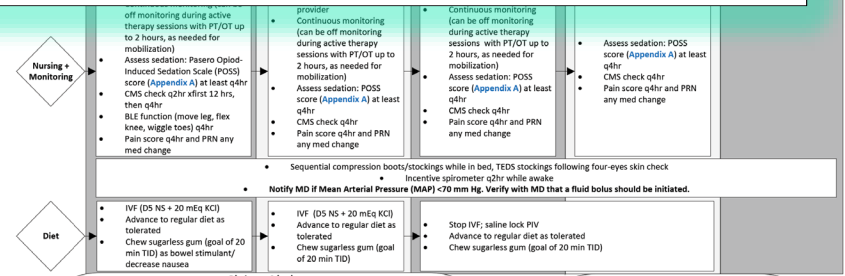 off monitoring during active
therapy sessions with PT/OT up
to 2 hours, as needed for
mobilization)
Assess sedation: Pasero Opiod-
Induced Sedation Scale (POSS)
score (Appendix A) at least q4hr
CMS check q2hr xfirst 12 hrs,
then q4hr
BLE function (move leg, flex
knee, wiggle toes) q4hr
Pain score q4hr and PRN any
med change
provider
Continuous monitoring
(can be off monitoring
during active therapy
sessions with PT/OT up to
2 hours, as needed for
mobilization)
Assess sedation: POSS
score (Appendix A) at least
q4hr
CMS check q4hr
Pain score q4hr and PRN
any med change
Continuous monitoring
(can be off monitoring
during active therapy
sessions with PT/OT up to
2 hours, as needed for
mobilization)
Assess sedation: POSS
score (Appendix A) at least
q4hr
CMS check q4hr
Pain score q4hr and PRN
any med change
Assess sedation: POSS
score (Appendix A) at least
q4hr
CMS check q4hr
Pain score q4hr and PRN
any med change
Nursing +
Monitoring
Sequential compression boots/stockings while in bed, TEDS stockings following four-eyes skin check
Incentive spirometer q2hr while awake
Notify MD if Mean Arterial Pressure (MAP) <70 mm Hg. Verify with MD that a fluid bolus should be initiated.
Diet
IVF (D5 NS + 20 mEq KCl)
Advance to regular diet as
tolerated
Chew sugarless gum (goal of 20
min TID) as bowel stimulant/
decrease nausea
IVF (D5 NS + 20 mEq KCl)
Advance to regular diet as
tolerated
Chew sugarless gum (goal
of 20 min TID)
Stop IVF; saline lock PIV
Advance to regular diet as tolerated
Chew sugarless gum (goal of 20 min TID)